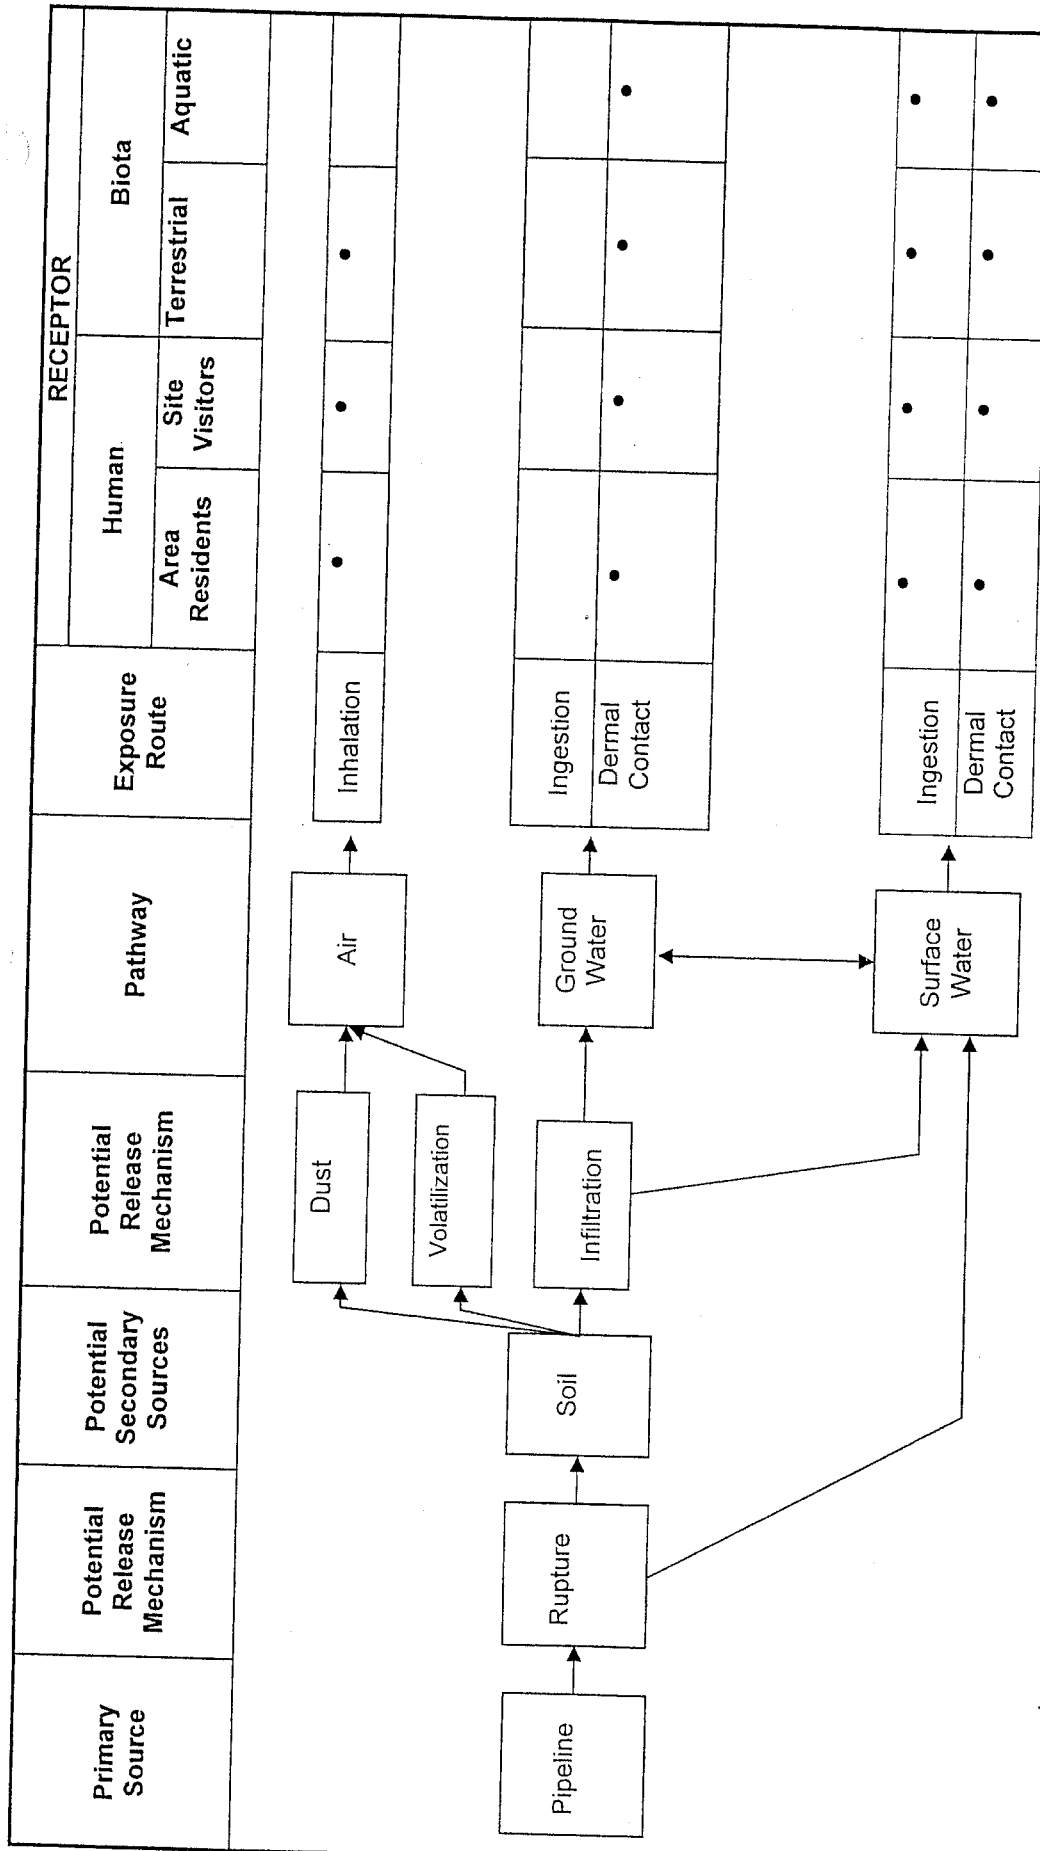 RECEPTOR
Human
Biota
Primary
Source
Potential
Release
Mechanism
Potential
Secondary
Sources
Potential
Release
Mechanism
Pathway
Exposure
Route
Area
Residents
Site
Visitors
Terrestrial
Aquatic
Dust
Air
Inhalation
Volatilization
Pipeline
Rupture
Soil
Infiltration
Ground
Water
Ingestion
Dermal
Contact
Surface
Water
Ingestion
Dermal
Contact